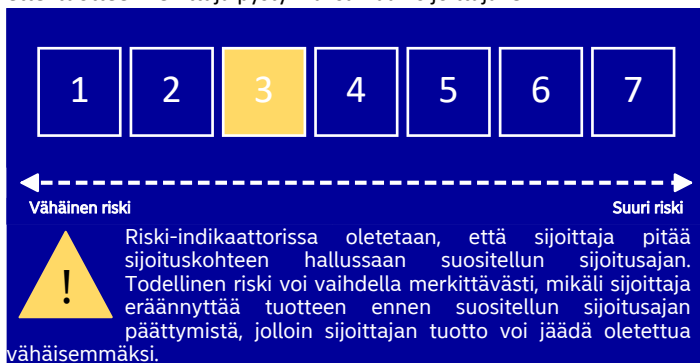 1 2 3 4 5 6 7
Vähäinen riski Suuri riski
Riski-indikaattorissa oletetaan, että sijoittaja pitää
sijoituskohteen hallussaan suositellun sijoitusajan.
Todellinen riski voi vaihdella merkittävästi, mikäli sijoittaja
! eräännyttää tuotteen ennen suositellun sijoitusajan
päättymistä, jolloin sijoittajan tuotto voi jäädä oletettua
vähäisemmäksi.